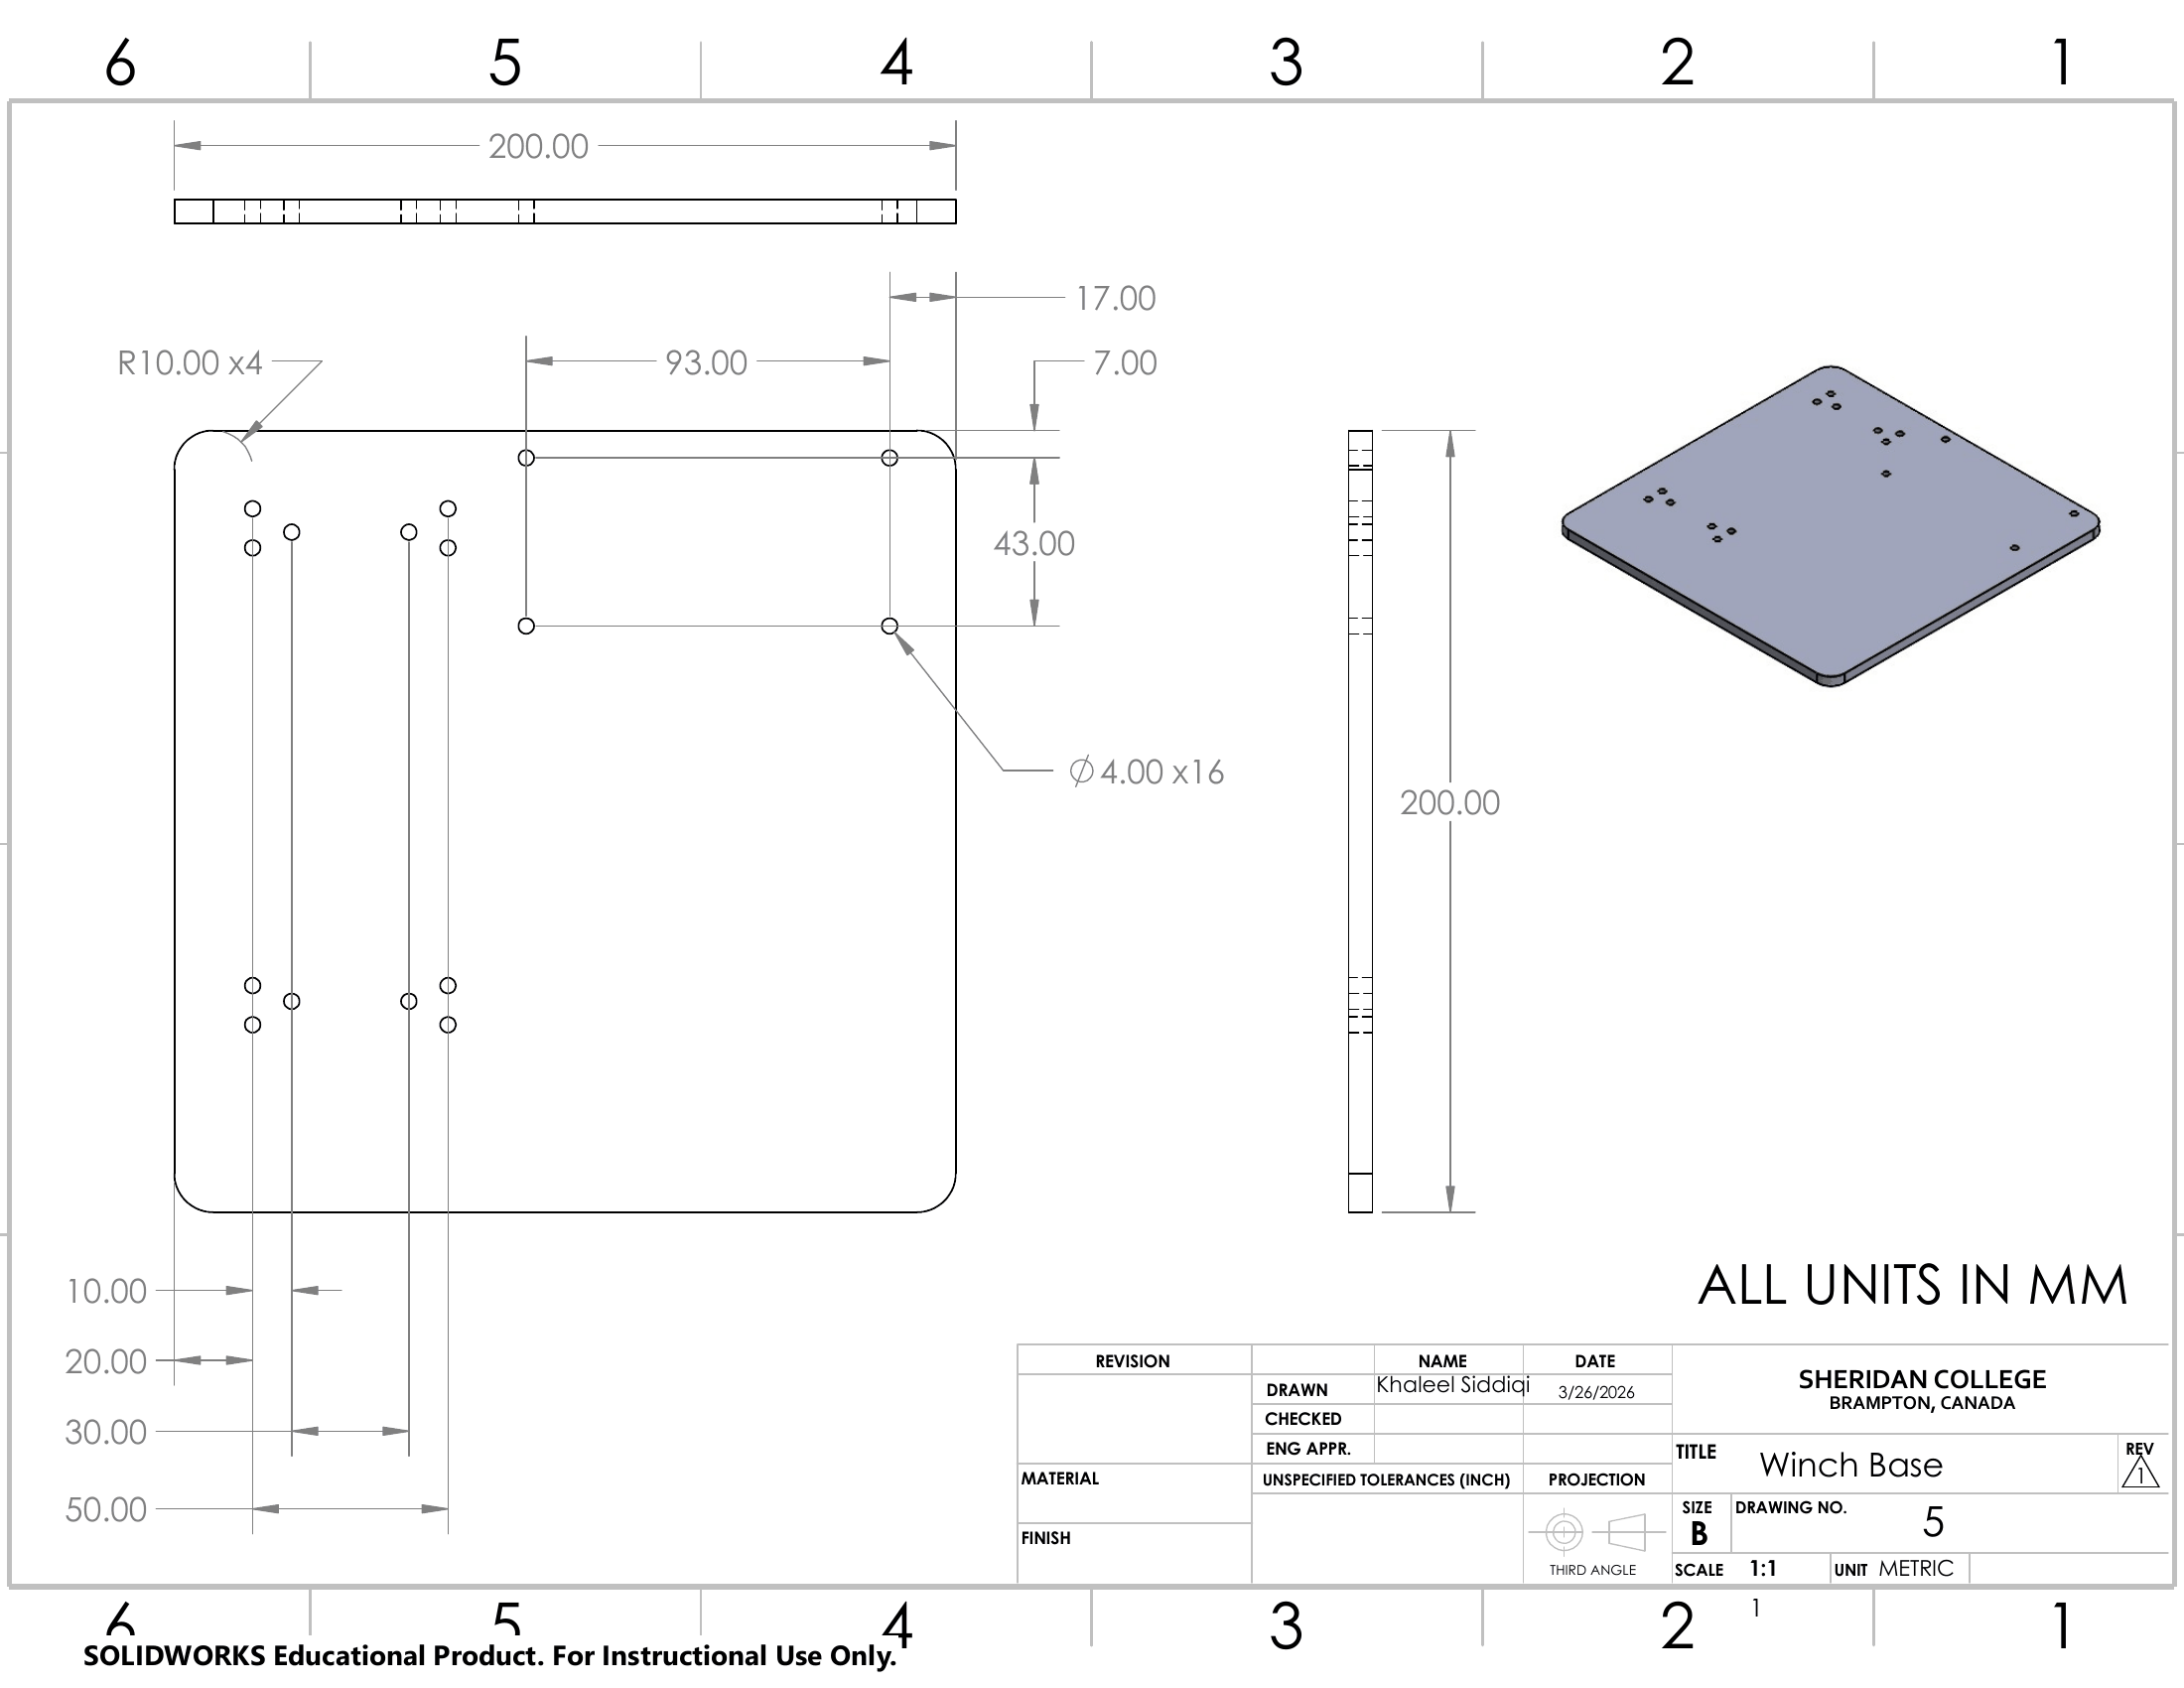 6 5 4 3 2 1
200.00
17.00
R10.00 x4
93.00
7.00
43.00
⌀4.00 x16
200.00
10.00
20.00
30.00
50.00
ALL UNITS IN MM
REVISION
NAME
DATE
DRAWN
Khaleel Siddiqi
3/26/2026
CHECKED
ENG APPR.
SHERIDAN COLLEGE
BRAMPTON, CANADA
MATERIAL
UNSPECIFIED TOLERANCES (INCH)
PROJECTION
TITLE
Winch Base
REV
1
FINISH
THIRD ANGLE
SIZE
B
DRAWING NO.
5
SCALE 1:1
UNIT METRIC
6 5 4 3 2 1 1
SOLIDWORKS Educational Product. For Instructional Use Only.